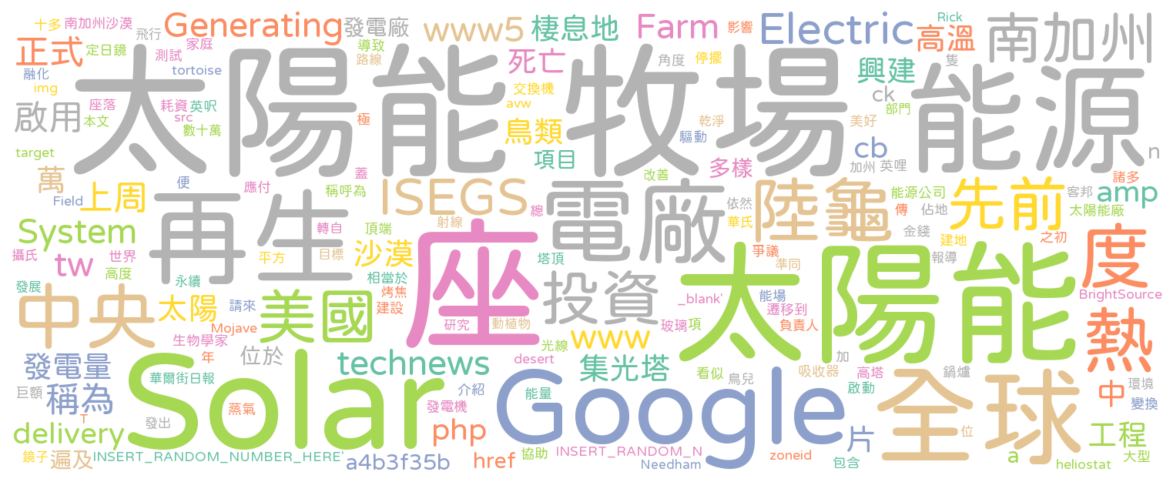 十多 南加州沙漠 Generating 發電廠 www5 棲息地 Farm 影響 Electric Rick 南加州
正式 定日鏡 飛行 家庭 測試 導致 路線 死亡 角度 停擺 高溫 隻
融化 img tortoise 太陽能牧場 能源 興建 ck 部門
啟用 座落 本文 耗資 src 英呎 數十萬 極 交換機 avw 鳥類 乾淨 驅動 美好 cb 加州 英哩 n
target 萬 便 應付 蓋 稱呼為 項目 改善 多樣 諸多
Field 上周 再生 ISEGS 電廠 依然 華氏 陸龜 能源公司 傳 佔地 先前 客邦 amp 太陽能廠
System 轉自 頂端 射線 總 爭議 金錢 建地 之初
攝氏 tw 世界 高度 平方 目標 沙漠 座 塔頂 準同 報導 度
發展 永續 相當於 投資 _blank' 能場 遷移到 太陽能 BrightSource
中央 太陽 請來 美國 烤焦 建設 研究 動植物 www 玻璃 項 負責人 熱
Mojave 生物學家 年 位於 technews 光線 desert 集光塔 看似 加 鍋爐
發電量 華爾街日報 介紹 能量 鳥兒 吸收器 高塔 啟動 中 環境
巨額 稱為 T 發出 Solar 蒸氣 發電機 Google 全球 變換
delivery php 片 位 工程
鏡子 遍及 INSERT_RANDOM_NUMBER_HERE' a4b3f35b href 協助 INSERT_RANDOM_N Needham zoneid 包含 a heliostat 大型